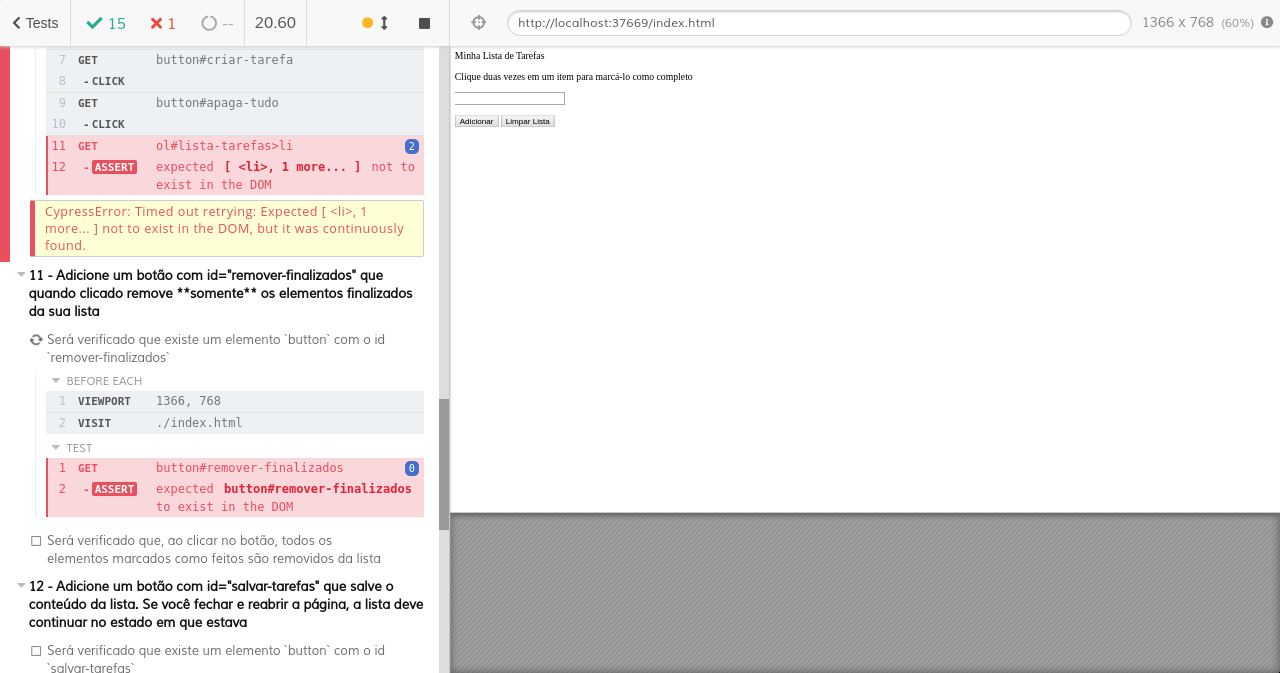 Tests
15
1
--
20.60
http://localhost:37669/index.html
1366 x 768 (60%)
7 GET button#criar-tarefa
8 - CLICK
9 GET button#apaga-tudo
10 - CLICK
11 GET ol#lista-tarefas>li 2
12 - ASSERT expected [ <li>, 1 more... ] not to
exist in the DOM
CypressError: Timed out retrying: Expected [ <li>, 1
more... ] not to exist in the DOM, but it was continuously
found.
11 - Adicione um botão com id="remover-finalizados" que
quando clicado remove **somente** os elementos finalizados
da sua lista
Será verificado que existe um elemento `button` com o id
`remover-finalizados`
BEFORE EACH
1 VIEWPORT 1366, 768
2 VISIT ./index.html
TEST
1 GET button#remover-finalizados 0
2 - ASSERT expected button#remover-finalizados
to exist in the DOM
Será verificado que, ao clicar no botão, todos os
elementos marcados como feitos são removidos da lista
12 - Adicione um botão com id="salvar-tarefas" que salve o
conteúdo da lista. Se você fechar e reabrir a página, a lista deve
continuar no estado em que estava
Será verificado que existe um elemento `button` com o id
`salvar-tarefas`
Minha Lista de Tarefas
Clique duas vezes em um item para marcá-lo como completo
Adicionar Limpar Lista